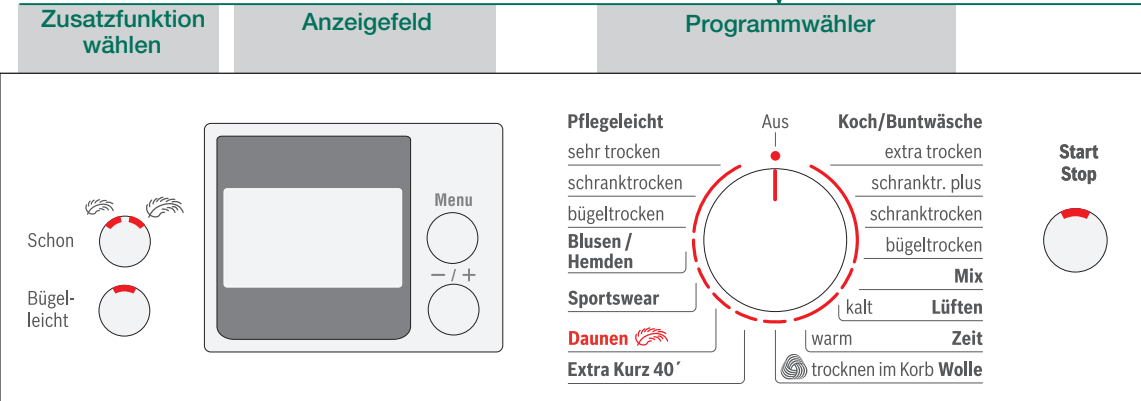 Zusatzfunktion
wählen
Anzeigefeld
Programmwähler
Schon
Bügel-
leicht
Menu
– / +
Pflegeleicht
sehr trocken
schranktrocken
bügeltrocken
Blusen /
Hemden
Sportswear
Daunen
Extra Kurz 40´
Aus
Koch/Buntwäsche
extra trocken
schranktr. plus
schranktrocken
bügeltrocken
Mix
kalt Lüften
warm Zeit
trocknen im Korb Wolle
Start
Stop